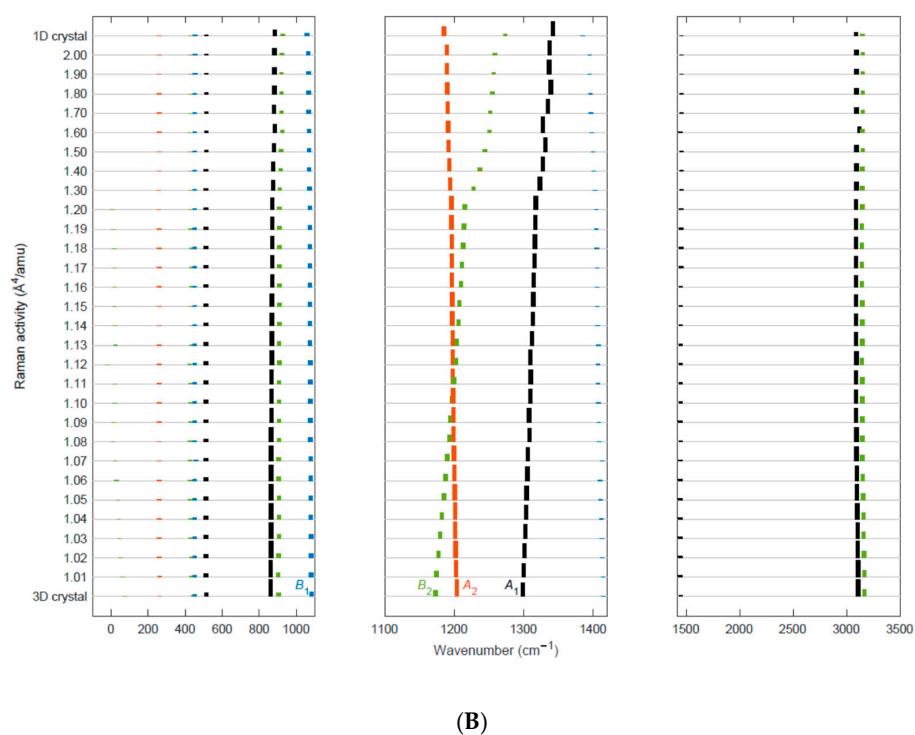 Raman activity (Å⁴/amu)
1D crystal
2.00
1.90
1.80
1.70
1.60
1.50
1.40
1.30
1.20
1.19
1.18
1.17
1.16
1.15
1.14
1.13
1.12
1.11
1.10
1.09
1.08
1.07
1.06
1.05
1.04
1.03
1.02
1.01
3D crystal
B₁
B₂ A₂ A₁
0 200 400 600 800 1000
1100 1200 1300 1400
1500 2000 2500 3000 3500
Wavenumber (cm⁻¹)
(B)